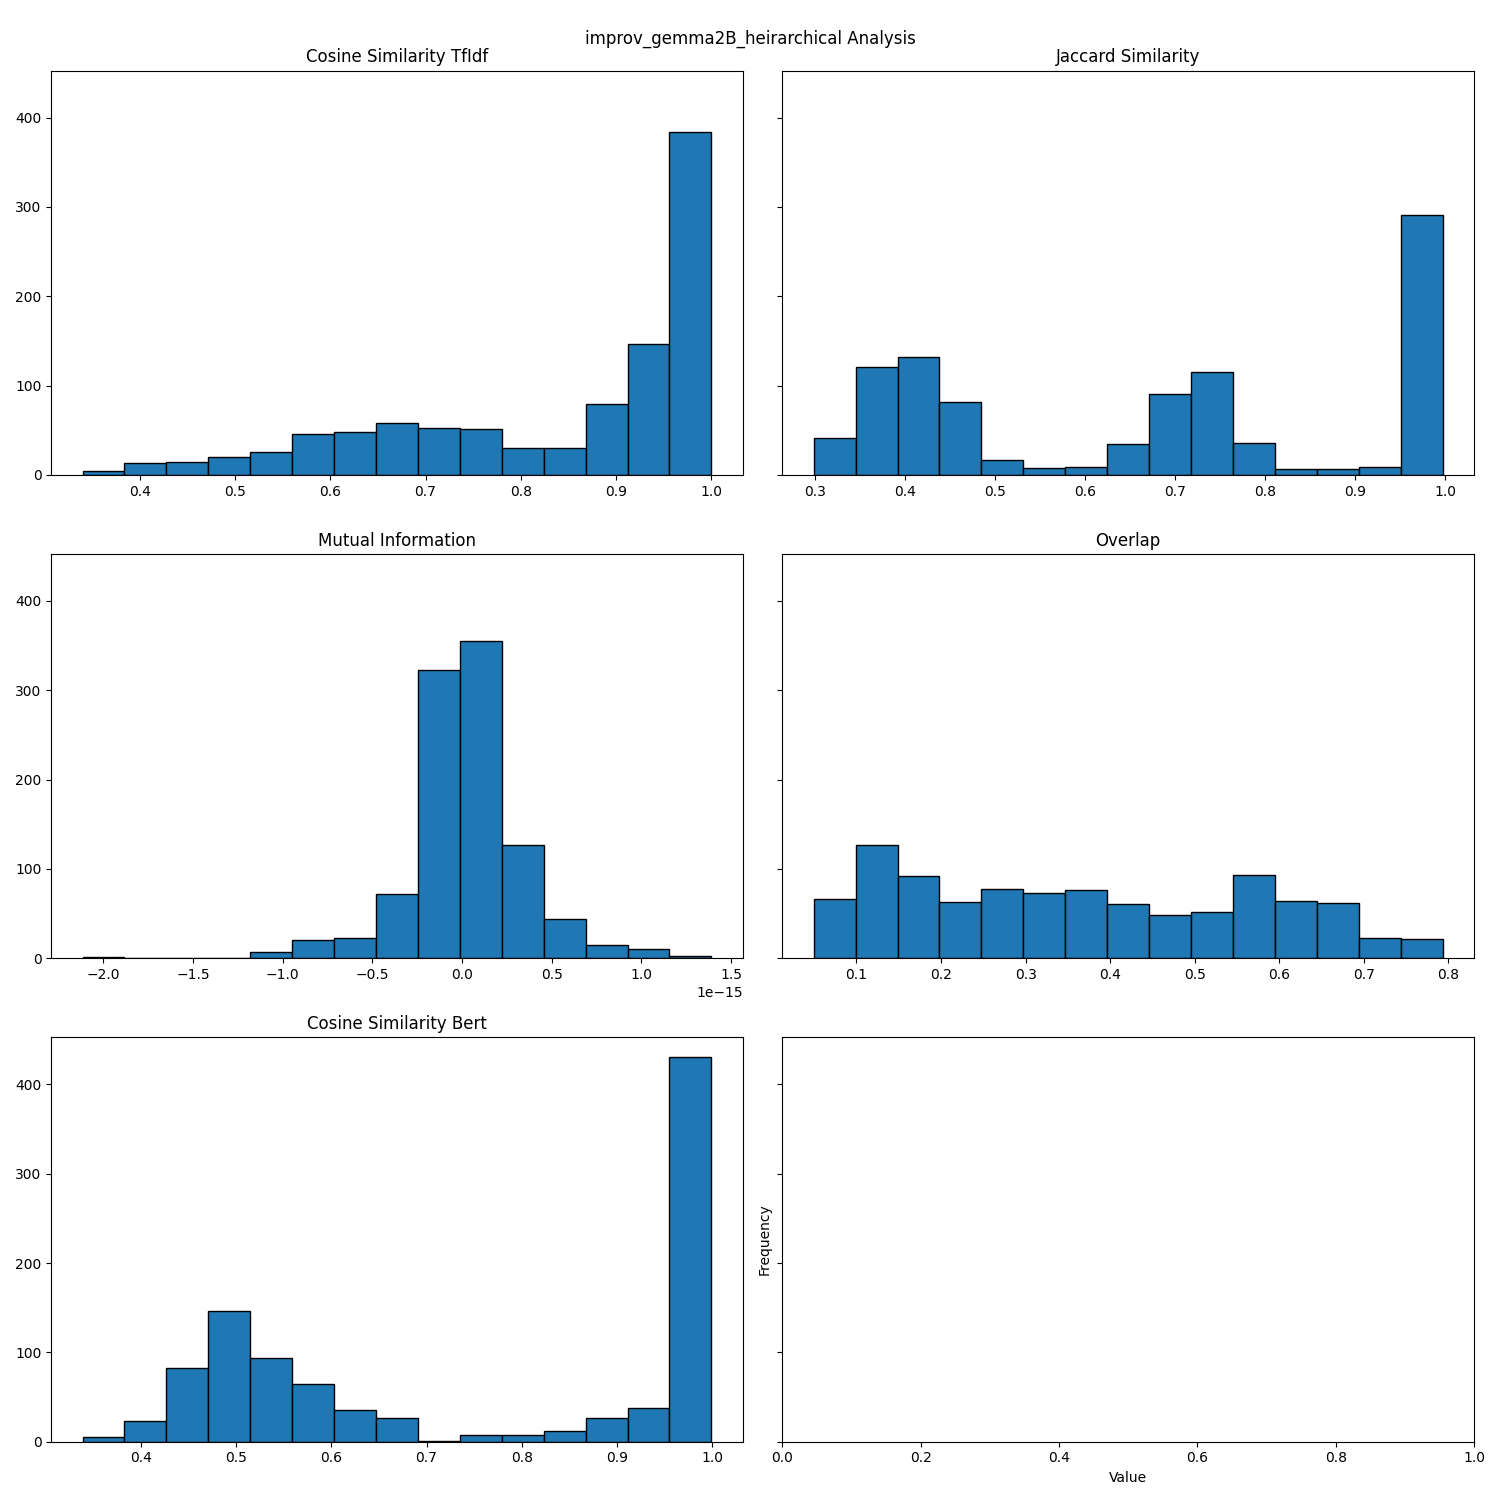 improv_gemma2B_heirarchical Analysis
Cosine Similarity TfIdf
400
300
200
100
0
0.4 0.5 0.6 0.7 0.8 0.9 1.0
Jaccard Similarity
0.3 0.4 0.5 0.6 0.7 0.8 0.9 1.0
Mutual Information
400
300
200
100
0
−2.0 −1.5 −1.0 −0.5 0.0 0.5 1.0 1.5
1e−15
Overlap
0.1 0.2 0.3 0.4 0.5 0.6 0.7 0.8
Cosine Similarity Bert
400
300
200
100
0
0.4 0.5 0.6 0.7 0.8 0.9 1.0
Frequency
0.0 0.2 0.4 0.6 0.8 1.0
Value